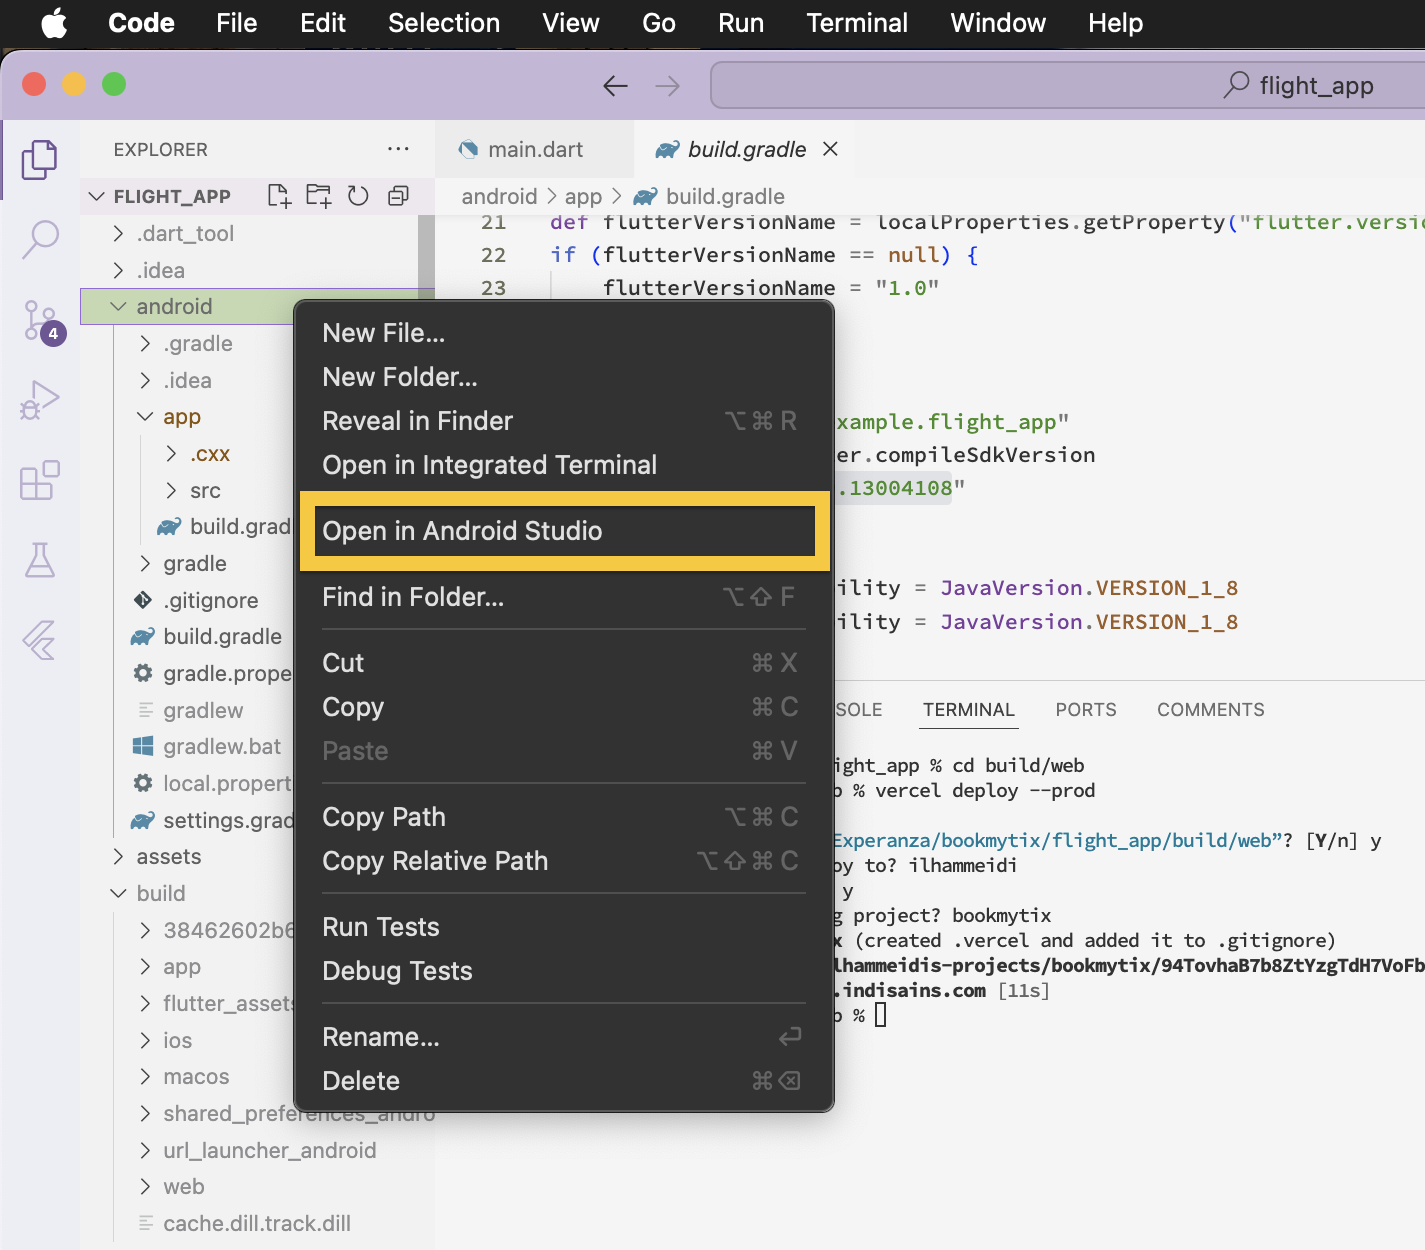 Code File Edit Selection View Go Run Terminal Window Help
flight_app
EXPLORER
main.dart
build.gradle
FLIGHT_APP
android > app > build.gradle
.dart_tool
.idea
android
.gradle
.idea
app
.cxx
src
build.grad
gradle
.gitignore
build.gradle
gradle.prope
gradlew
gradlew.bat
local.propert
settings.grad
assets
build
38462602b6
app
flutter_assets
ios
macos
shared_preferences_andro
url_launcher_android
web
cache.dill.track.dill
4
21 def flutterVersionName = localProperties.getProperty("flutter.versio
22 if (flutterVersionName == null) {
23 flutterVersionName = "1.0"
xample.flight_app"
er.compileSdkVersion
.13004108"
ility = JavaVersion.VERSION_1_8
ility = JavaVersion.VERSION_1_8
New File...
New Folder...
Reveal in Finder ⌥⌘R
Open in Integrated Terminal
Open in Android Studio
Find in Folder... ⌥⇧F
Cut ⌘X
Copy ⌘C
Paste ⌘V
Copy Path ⌥⌘C
Copy Relative Path ⌥⇧⌘C
Run Tests
Debug Tests
Rename...
Delete
SOLE TERMINAL PORTS COMMENTS
ight_app % cd build/web
b % vercel deploy --prod
Experanza/bookmytix/flight_app/build/web”? [Y/n] y
oy to? ilhammeidi
y
g project? bookmytix
x (created .vercel and added it to .gitignore)
lhammeidis-projects/bookmytix/94TovhaB7b8ZtYzgTdH7VoFb
.indisains.com [11s]
b %